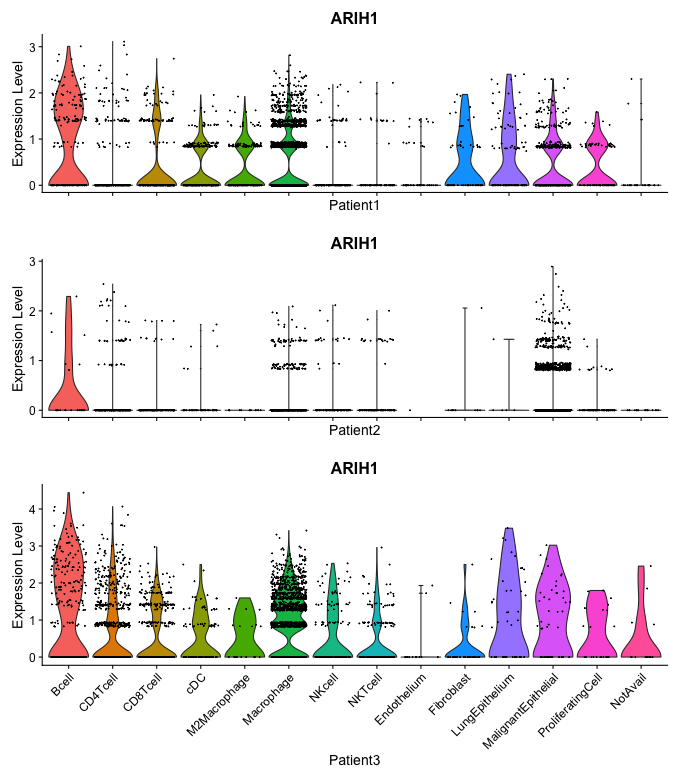 ARIH1
Expression Level
3
2
1
0
Patient1
ARIH1
Expression Level
3
2
1
0
Patient2
ARIH1
Expression Level
4
3
2
1
0
Bcell
CD4Tcell
CD8Tcell
cDC
M2Macrophage
Macrophage
NKcell
NKTcell
Endothelium
Fibroblast
LungEpithelium
MalignantEpithelial
ProliferatingCell
NotAvail
Patient3